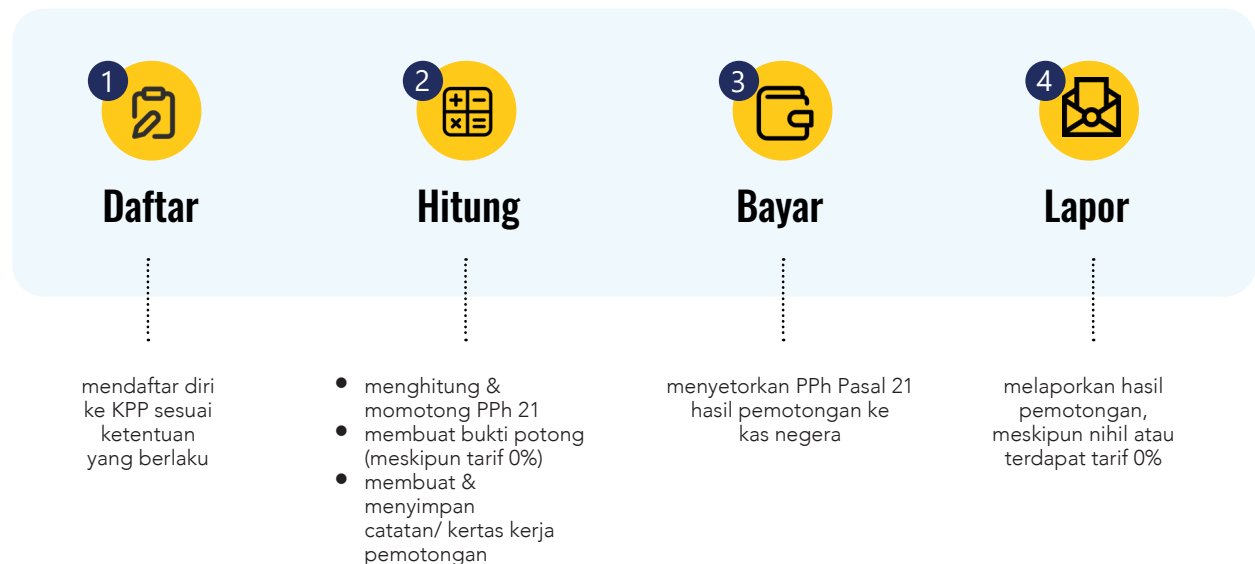 1
Daftar
mendaftar diri
ke KPP sesuai
ketentuan
yang berlaku
2
Hitung
• menghitung &
momotong PPh 21
• membuat bukti potong
(meskipun tarif 0%)
• membuat &
menyimpan
catatan/ kertas kerja
pemotongan
3
Bayar
menyetorkan PPh Pasal 21
hasil pemotongan ke
kas negera
4
Lapor
melaporkan hasil
pemotongan,
meskipun nihil atau
terdapat tarif 0%